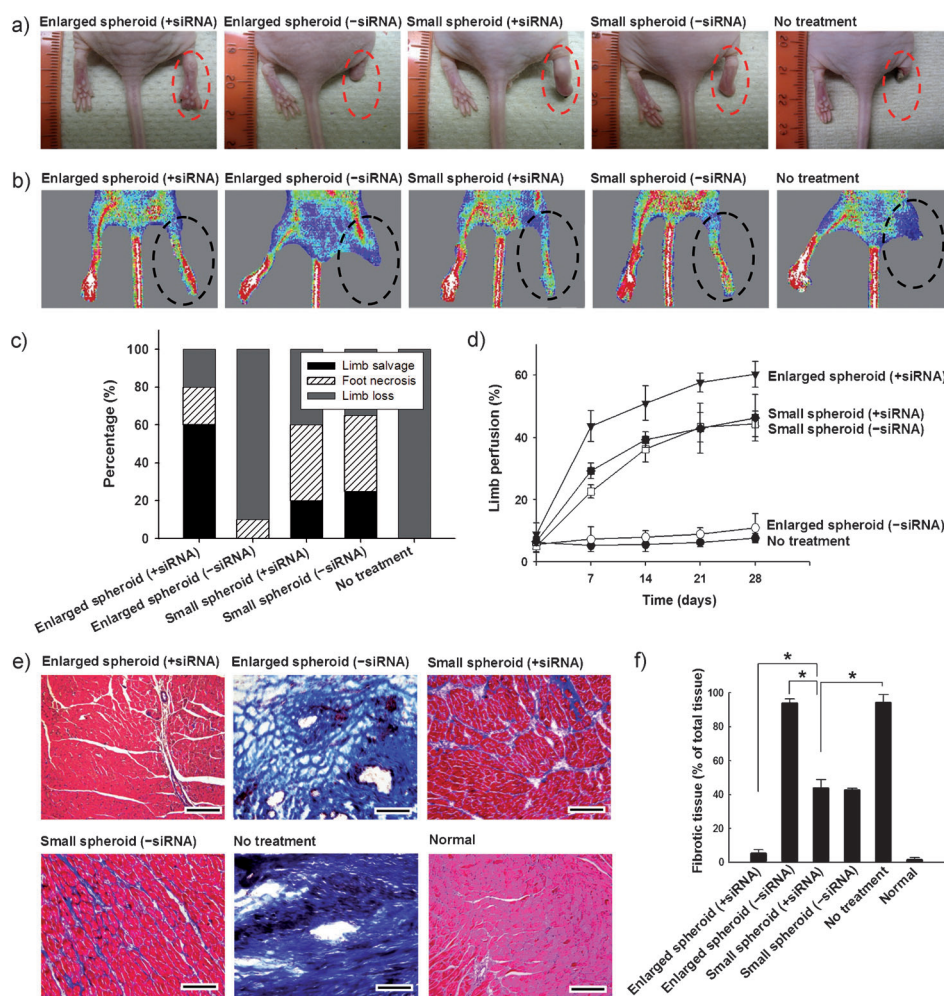 a)
Enlarged spheroid (+siRNA) Enlarged spheroid (−siRNA) Small spheroid (+siRNA) Small spheroid (−siRNA) No treatment
b)
Enlarged spheroid (+siRNA) Enlarged spheroid (−siRNA) Small spheroid (+siRNA) Small spheroid (−siRNA) No treatment
c)
Percentage (%)
100
80
60
40
20
0
Limb salvage
Foot necrosis
Limb loss
Enlarged spheroid (+siRNA)
Enlarged spheroid (−siRNA)
Small spheroid (+siRNA)
Small spheroid (−siRNA)
No treatment
d)
Limb perfusion (%)
60
40
20
0
7 14 21 28
Time (days)
Enlarged spheroid (+siRNA)
Small spheroid (+siRNA)
Small spheroid (−siRNA)
Enlarged spheroid (−siRNA)
No treatment
e)
Enlarged spheroid (+siRNA) Enlarged spheroid (−siRNA) Small spheroid (+siRNA)
Small spheroid (−siRNA) No treatment Normal
f)
Fibrotic tissue (% of total tissue)
100
80
60
40
20
0
*
*
*
Enlarged spheroid (+siRNA)
Enlarged spheroid (−siRNA)
Small spheroid (+siRNA)
Small spheroid (−siRNA)
No treatment
Normal